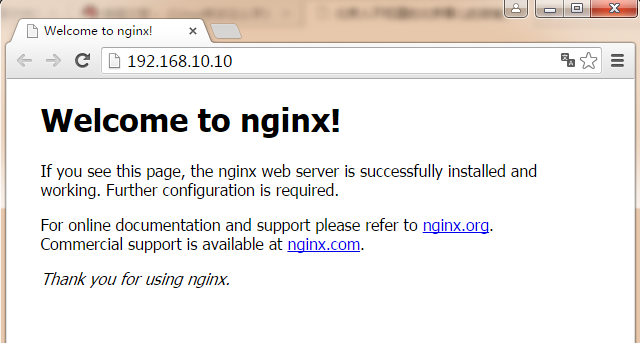 Welcome to nginx!
192.168.10.10
Welcome to nginx!
If you see this page, the nginx web server is successfully installed and
working. Further configuration is required.
For online documentation and support please refer to nginx.org.
Commercial support is available at nginx.com.
Thank you for using nginx.